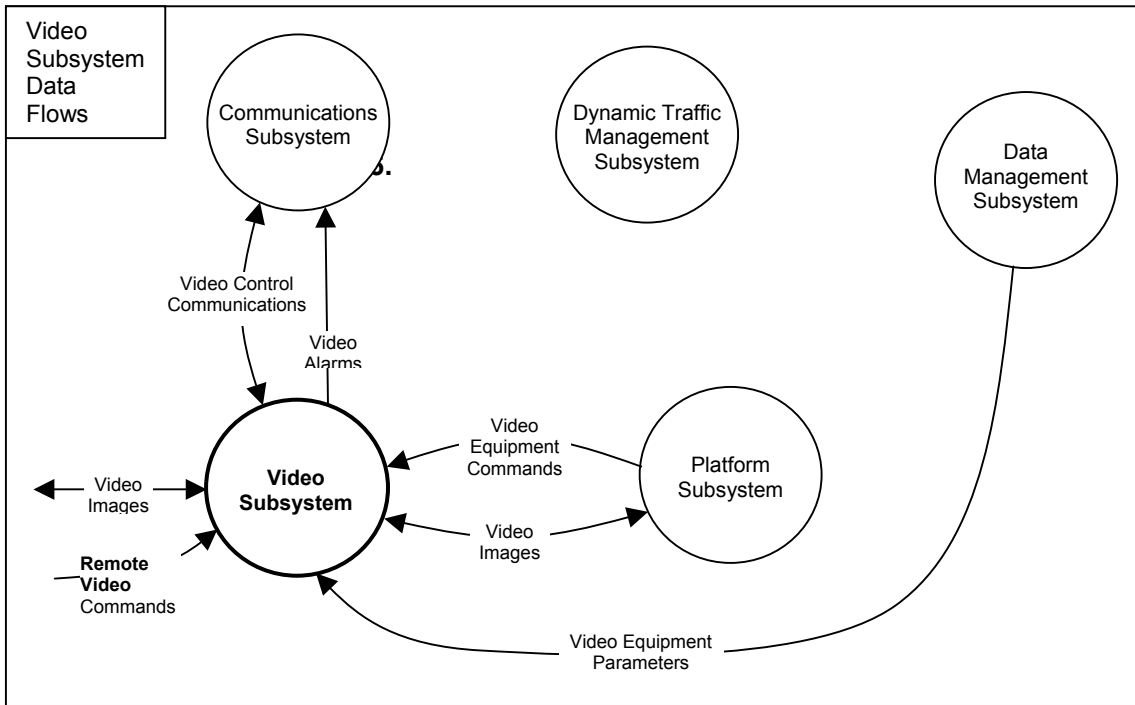 Video
Subsystem
Data
Flows
Communications
Subsystem
Dynamic Traffic
Management
Subsystem
Data
Management
Subsystem
Video Control
Communications
Video
Alarms
Video
Equipment
Commands
Platform
Subsystem
Video
Subsystem
Video
Images
Video
Images
Remote
Video
Commands
Video Equipment
Parameters